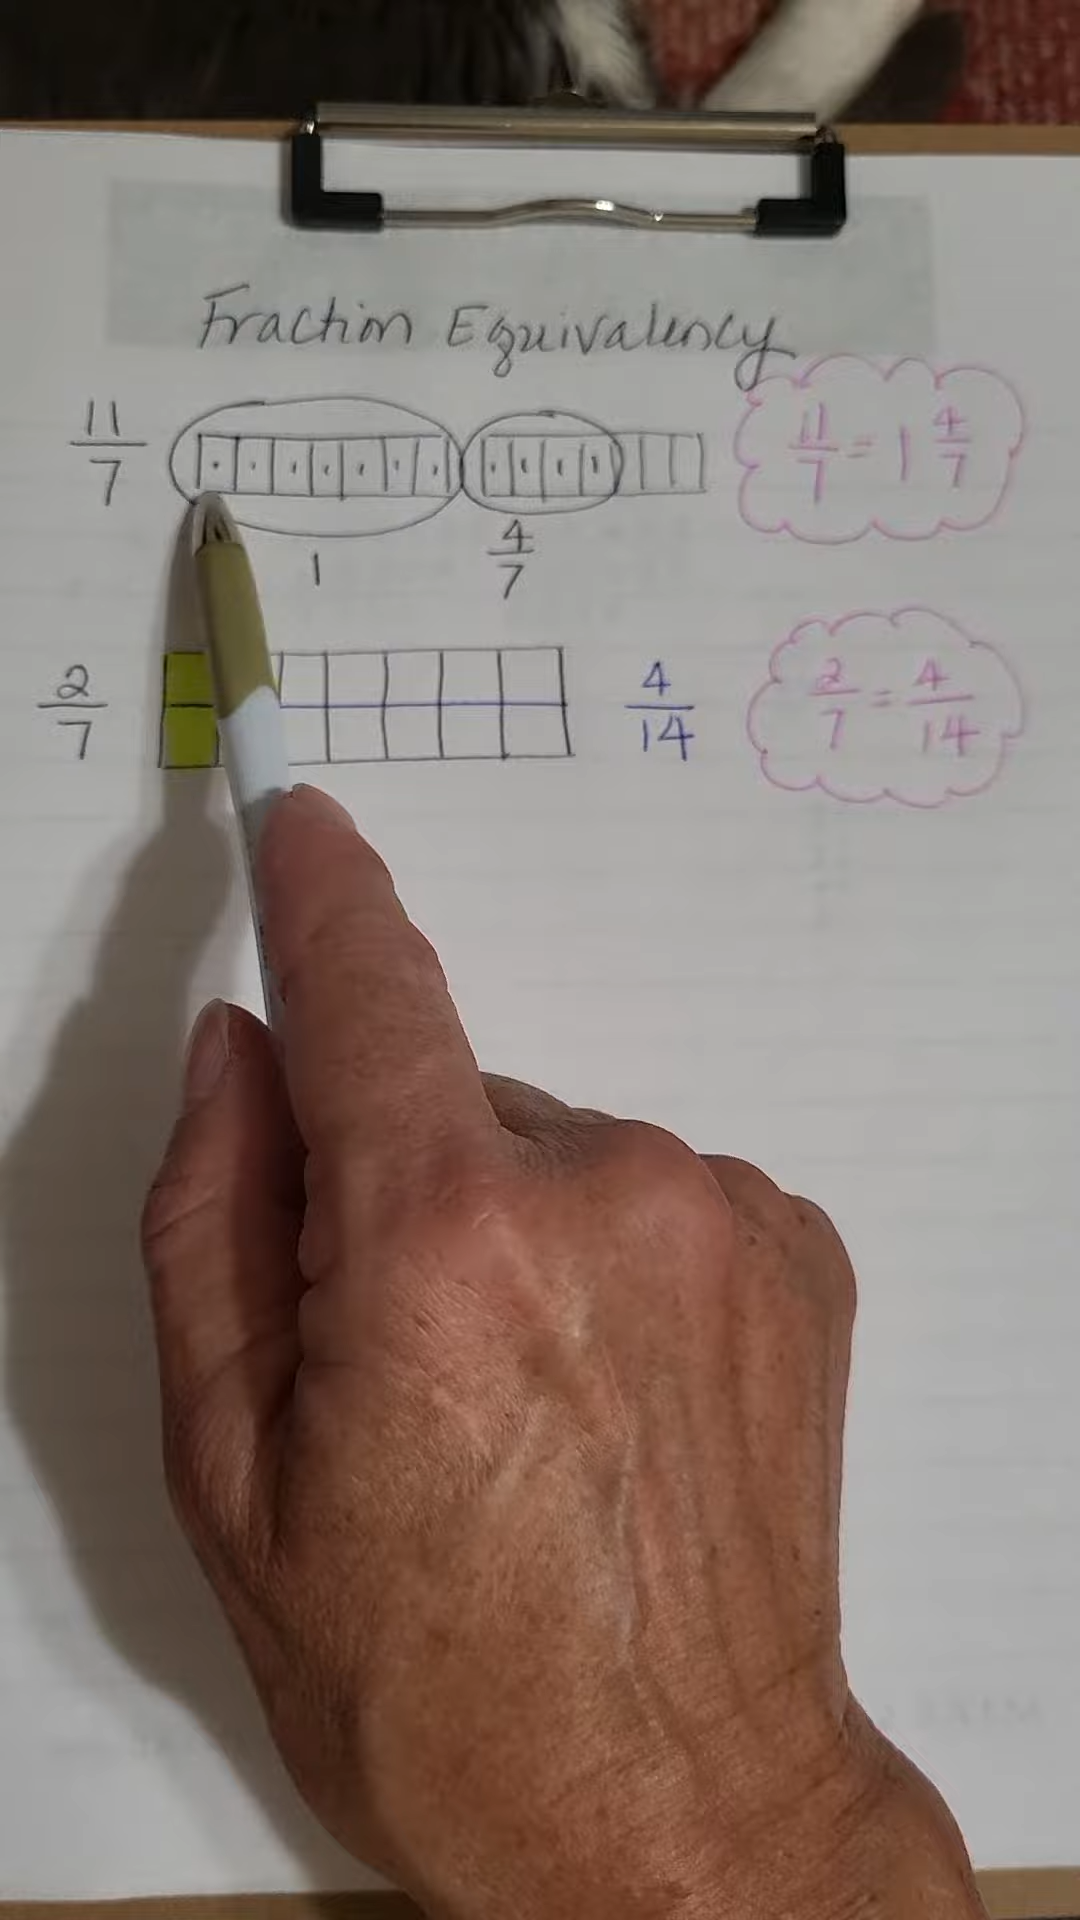 Fraction Equivalency
11/7
11/7 = 1 4/7
1
4/7
2/7
4/14
2/7 = 4/14